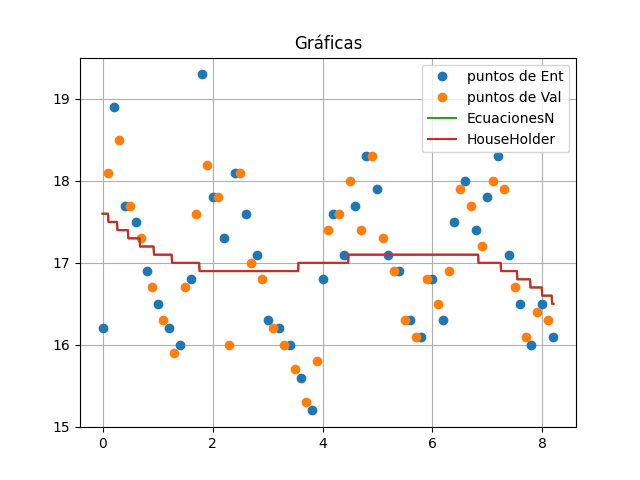 Gráficas
puntos de Ent
puntos de Val
EcuacionesN
HouseHolder
19
18
17
16
15
0 2 4 6 8